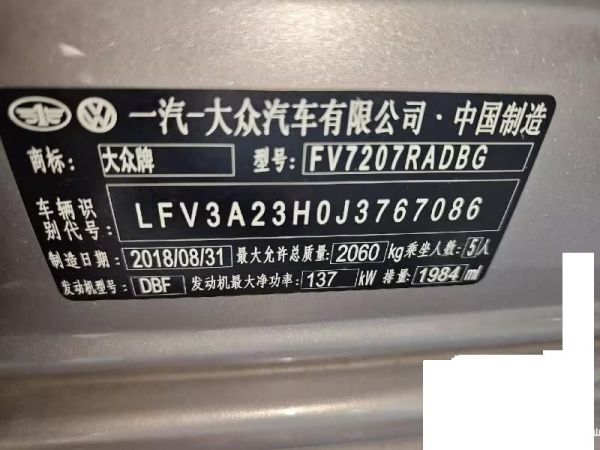 一汽-大众汽车有限公司·中国制造
商标: 大众牌 型号: FV7207RADBG
车辆识别代号: LFV3A23H0J3767086
制造日期: 2018/08/31 最大允许总质量: 2060 kg 乘坐人数: 5人
发动机型号: DBF 发动机最大净功率: 137 kW 排量: 1984 ml